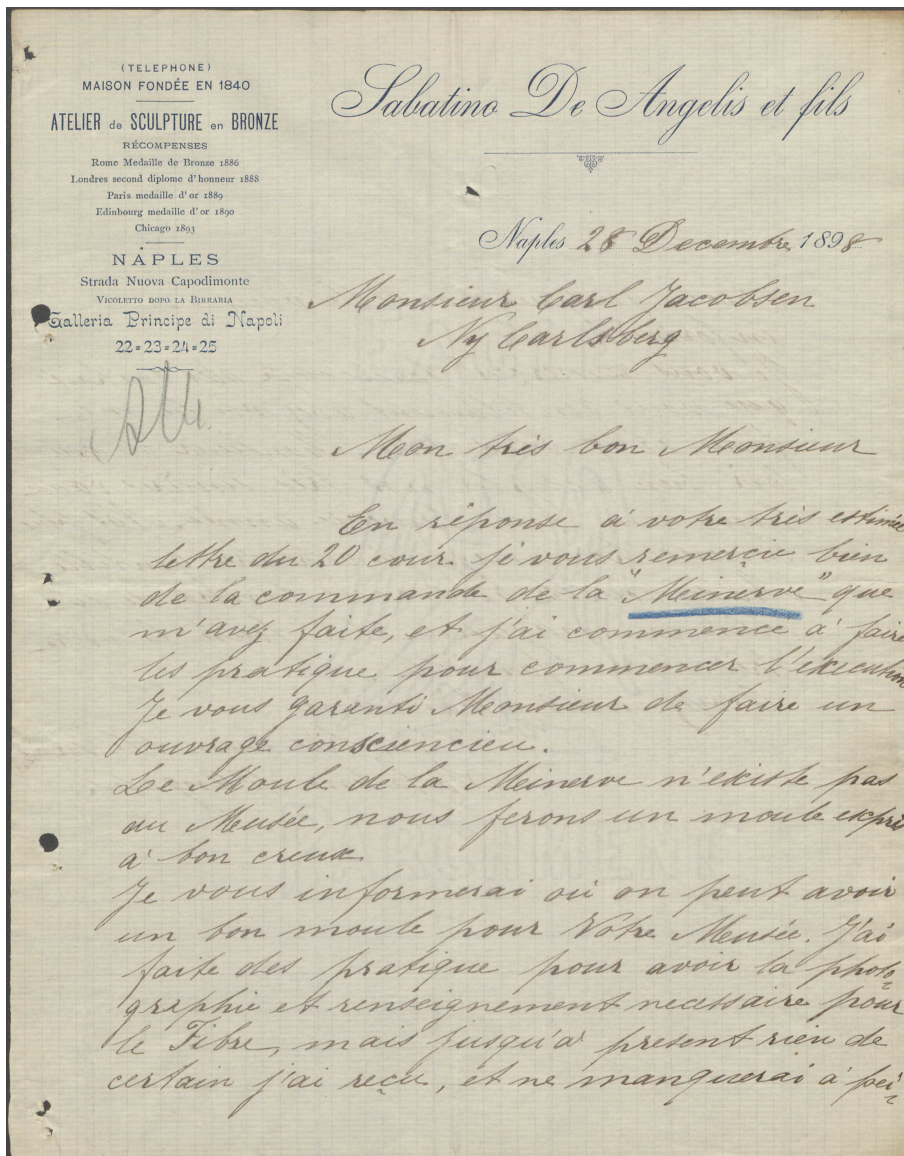 (TELEPHONE)
MAISON FONDÉE EN 1840
ATELIER de SCULPTURE en BRONZE
RÉCOMPENSES
Rome Medaille de Bronze 1886
Londres second diplome d'honneur 1888
Paris medaille d'or 1889
Edinbourg medaille d'or 1890
Chicago 1893
NAPLES
Strada Nuova Capodimonte
VICOLETTO DOPO LA BIRRARIA
Galleria Principe di Napoli
22=23=24=25
Sabatino De Angelis et fils
Naples 28 Decembre 1898
Monsieur Carl Jacobsen
Ny Carlsberg
Mon très bon Monsieur
En réponse à votre très estimée
lettre du 20 cour. je vous remercie bien
de la commande de la "Meinerve" que
m'avez faite, et j'ai commencé à faire
les pratique pour commencer l'execution
Je vous garanti Monsieur de faire un
ouvrage consciencieu.
Le Moule de la Meinerve n'existe pas
au Meusée, nous ferons un moule exprès
à bon creux
Je vous informerai où on peut avoir
un bon moule pour Votre Meusée. J'ai
faite des pratique pour avoir la photo=
graphie et renseignement necessaire pour
le Tibre, mais jusqu'à present rien de
certain j'ai reçu, et ne manquerai à pei=